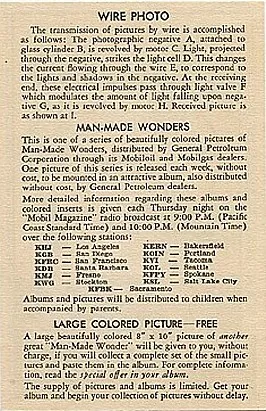 WIRE PHOTO
The transmission of pictures by wire is accomplished
as follows: The photographic negative A, attached to
glass cylinder B, is revolved by motor C. Light, projected
through the negative, strikes the light cell D. This changes
the current flowing through the wire E, to correspond to
the lights and shadows in the negative. At the receiving
end, these electrical impulses pass through light valve F
which modulates the amount of light falling upon nega-
tive G, as it is revolved by motor H. Received picture is
as shown at I.
MAN-MADE WONDERS
This is one of a series of beautifully colored pictures of
Man-Made Wonders, distributed by General Petroleum
Corporation through its Mobiloil and Mobilgas dealers.
One picture of this series is released each week, without
cost, to be mounted in an attractive album, also distributed
without cost, by General Petroleum dealers.
More detailed information regarding these albums and
colored inserts is given each Thursday night on the
"Mobil Magazine" radio broadcast at 9:00 P.M. (Pacific
Coast Standard Time) and 10:00 P.M. (Mountain Time)
over the following stations:
KHJ — Los Angeles KERN — Bakersfield
KGB — San Diego KOIN — Portland
KFRC — San Francisco KVI — Tacoma
KDB — Santa Barbara KOL — Seattle
KMJ — Fresno KFPY — Spokane
KWG — Stockton KSL — Salt Lake City
KFBK — Sacramento
Albums and pictures will be distributed to children when
accompanied by parents.
LARGE COLORED PICTURE—FREE
A large beautifully colored 8" x 10" picture of another
great "Man-Made Wonder" will be given to you, without
charge, if you will collect a complete set of the small pic-
tures and paste them in the album. For complete informa-
tion, read the special offer in your album.
The supply of pictures and albums is limited. Get your
album and begin your collection of pictures without delay.